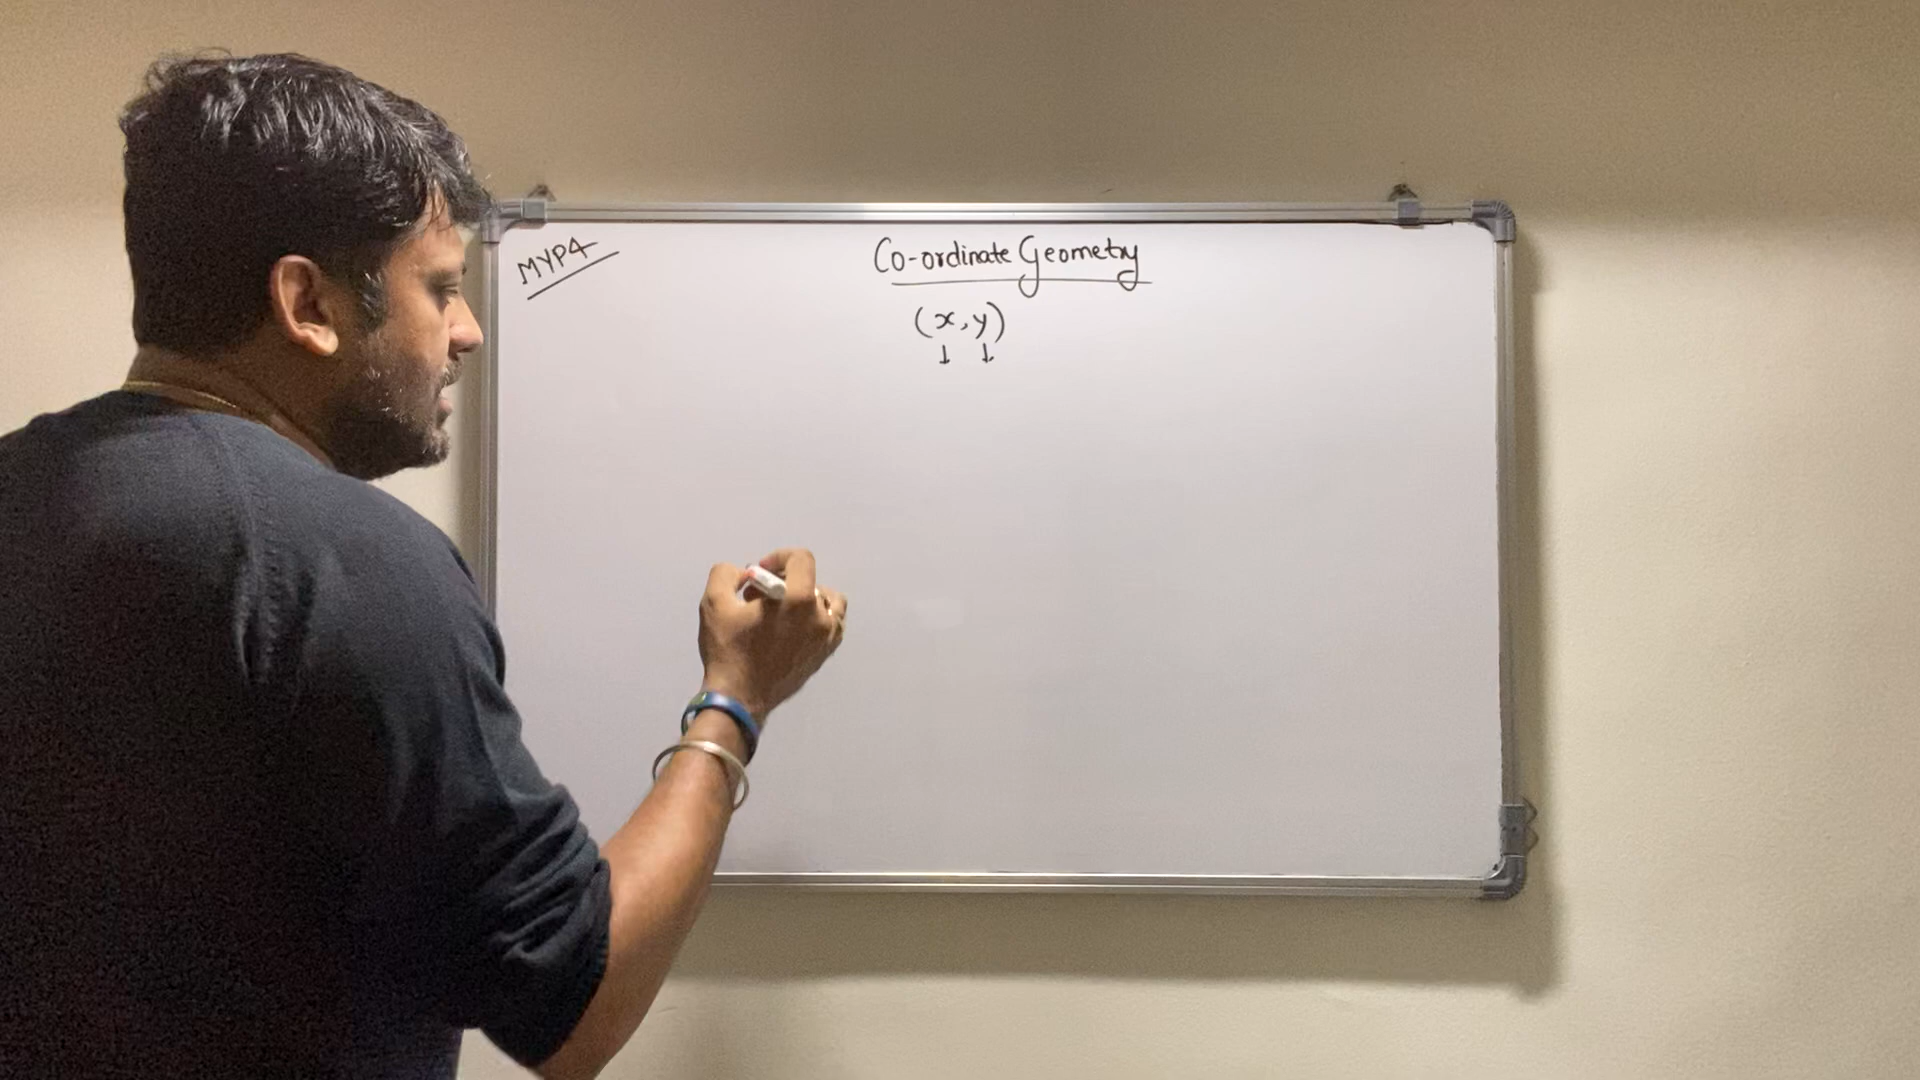 MYP4
Co-ordinate Geometry
(x, y)
↓ ↓